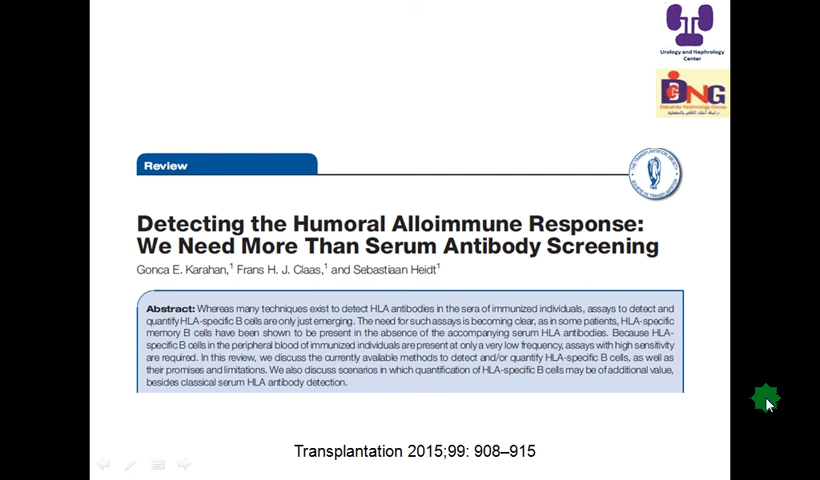 Urology and Nephrology
Center
DNG
Dakahlia Nephrology Group
Review
THE TRANSPLANTATION SOCIETY
Detecting the Humoral Alloimmune Response:
We Need More Than Serum Antibody Screening
Gonca E. Karahan,¹ Frans H. J. Claas,¹ and Sebastiaan Heidt¹
Abstract: Whereas many techniques exist to detect HLA antibodies in the sera of immunized individuals, assays to detect and
quantify HLA-specific B cells are only just emerging. The need for such assays is becoming clear, as in some patients, HLA-specific
memory B cells have been shown to be present in the absence of the accompanying serum HLA antibodies. Because HLA-
specific B cells in the peripheral blood of immunized individuals are present at only a very low frequency, assays with high sensitivity
are required. In this review, we discuss the currently available methods to detect and/or quantify HLA-specific B cells, as well as
their promises and limitations. We also discuss scenarios in which quantification of HLA-specific B cells may be of additional value,
besides classical serum HLA antibody detection.
Transplantation 2015;99: 908–915